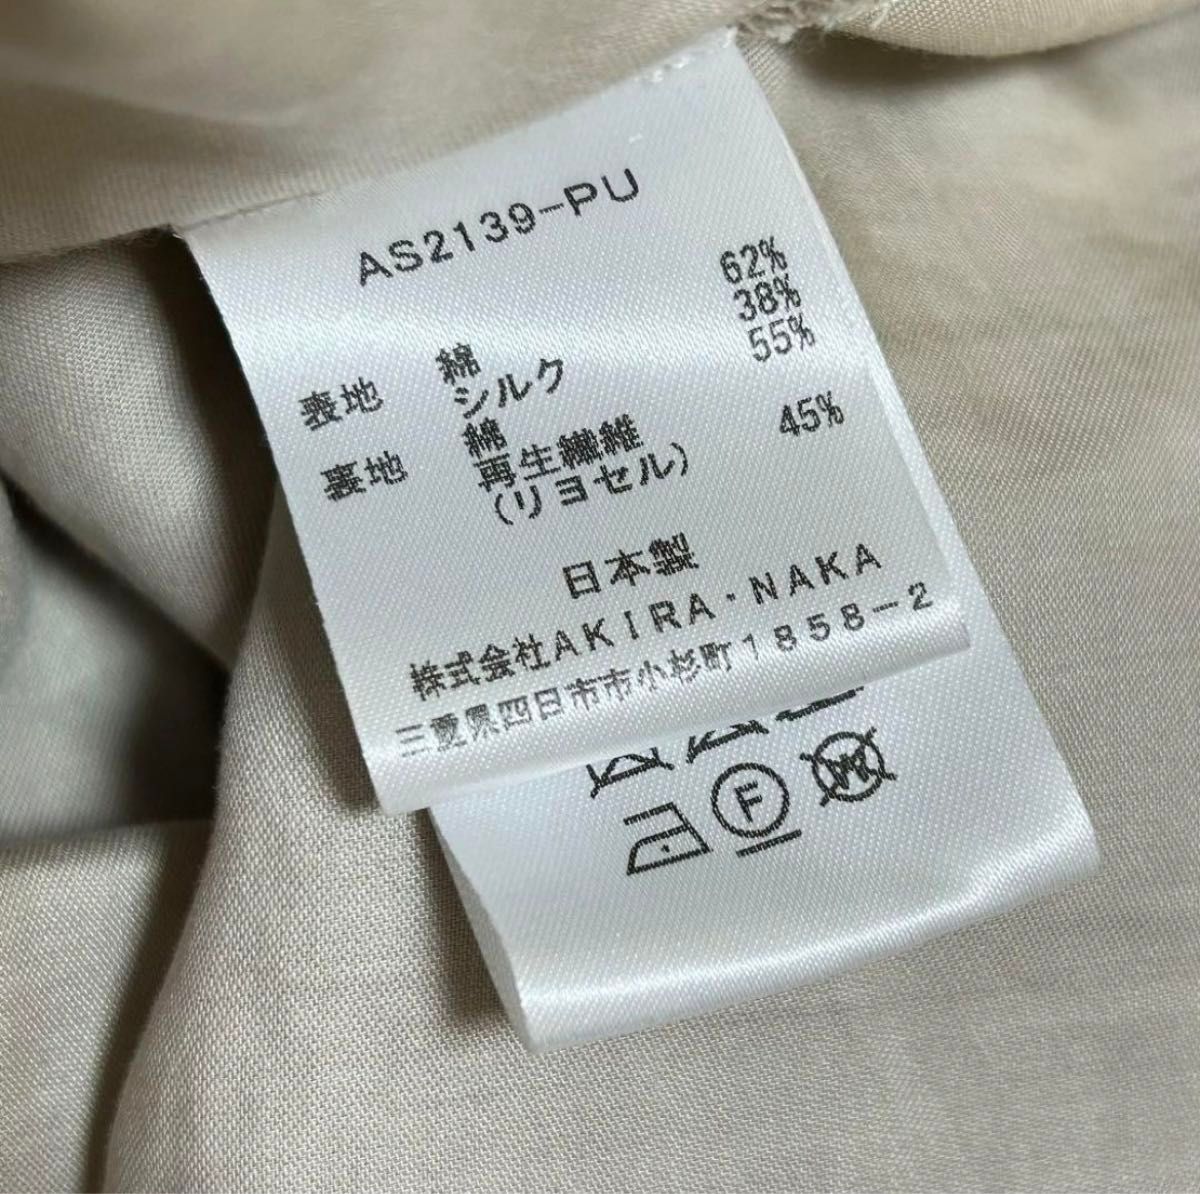 AS2139-PU
表地 綿 62%
シルク 38%
裏地 綿 55%
再生繊維 45%
(リヨセル)
日本製
株式会社AKIRA・NAKA
三重県四日市市小杉町1858-2
F
W